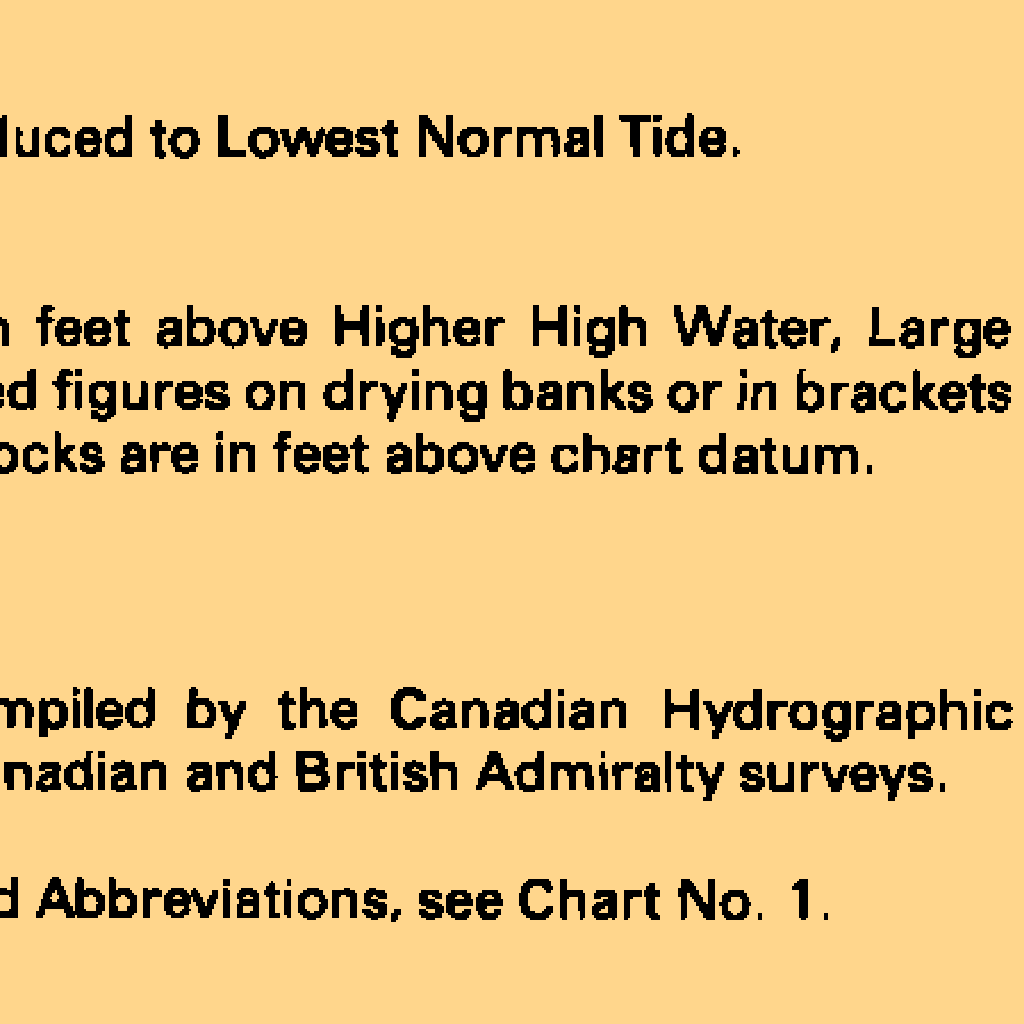 duced to Lowest Normal Tide.
feet above Higher High Water, Large
ed figures on drying banks or in brackets
ocks are in feet above chart datum.
mpiled by the Canadian Hydrographic
nadian and British Admiralty surveys.
d Abbreviations, see Chart No. 1.